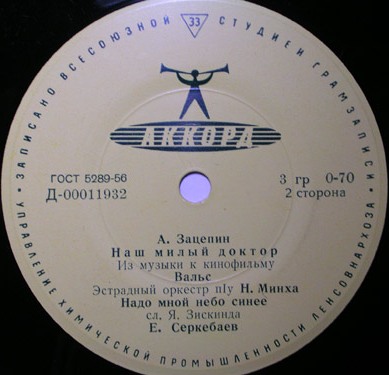 ЗАПИСАНО ВСЕСОЮЗНОЙ СТУДИЕЙ ГРАМЗАПИСИ
33
АККОРД
ГОСТ 5289-56
Д-00011932
3 гр 0-70
2 сторона
А. Зацепин
Наш милый доктор
Из музыки к кинофильму
Вальс
Эстрадный оркестр п/у Н. Минха
Надо мной небо синее
сл. Я. Зискинда
Е. Серкебаев
• УПРАВЛЕНИЕ ХИМИЧЕСКОЙ ПРОМЫШЛЕННОСТИ ЛЕНСОВНАРХОЗА •